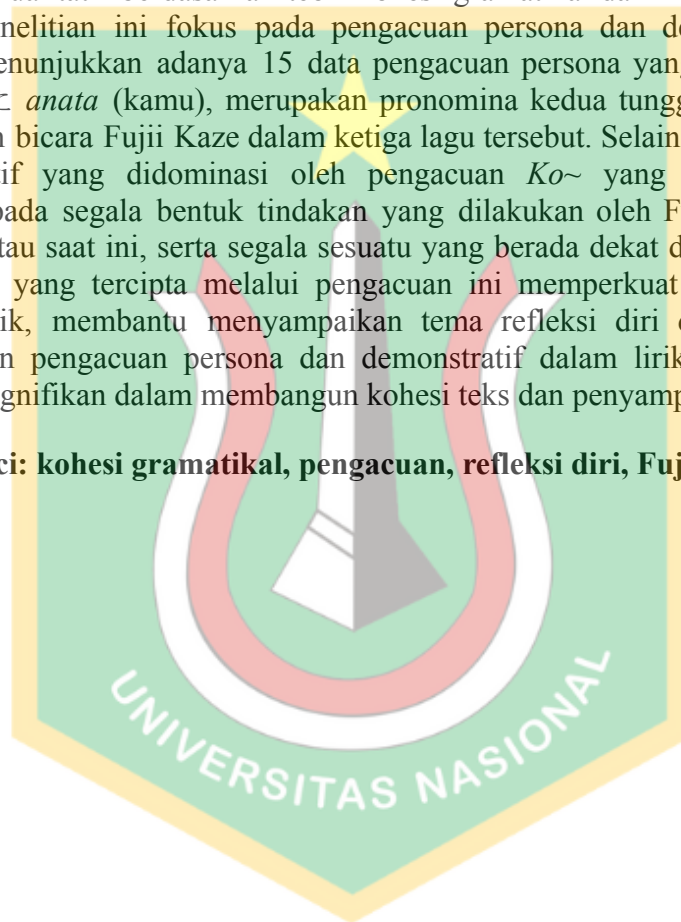 nelitian ini fokus pada pengacuan persona dan de
enunjukkan adanya 15 data pengacuan persona yang
anata (kamu), merupakan pronomina kedua tungg
n bicara Fujii Kaze dalam ketiga lagu tersebut. Selain
if yang didominasi oleh pengacuan Ko~ yang
pada segala bentuk tindakan yang dilakukan oleh F
tau saat ini, serta segala sesuatu yang berada dekat d
yang tercipta melalui pengacuan ini memperkuat
ik, membantu menyampaikan tema refleksi diri
n pengacuan persona dan demonstratif dalam lirik
gnifikan dalam membangun kohesi teks dan penyamp
ci: kohesi gramatikal, pengacuan, refleksi diri, Fuj
UNIVERSITAS NASIONAL